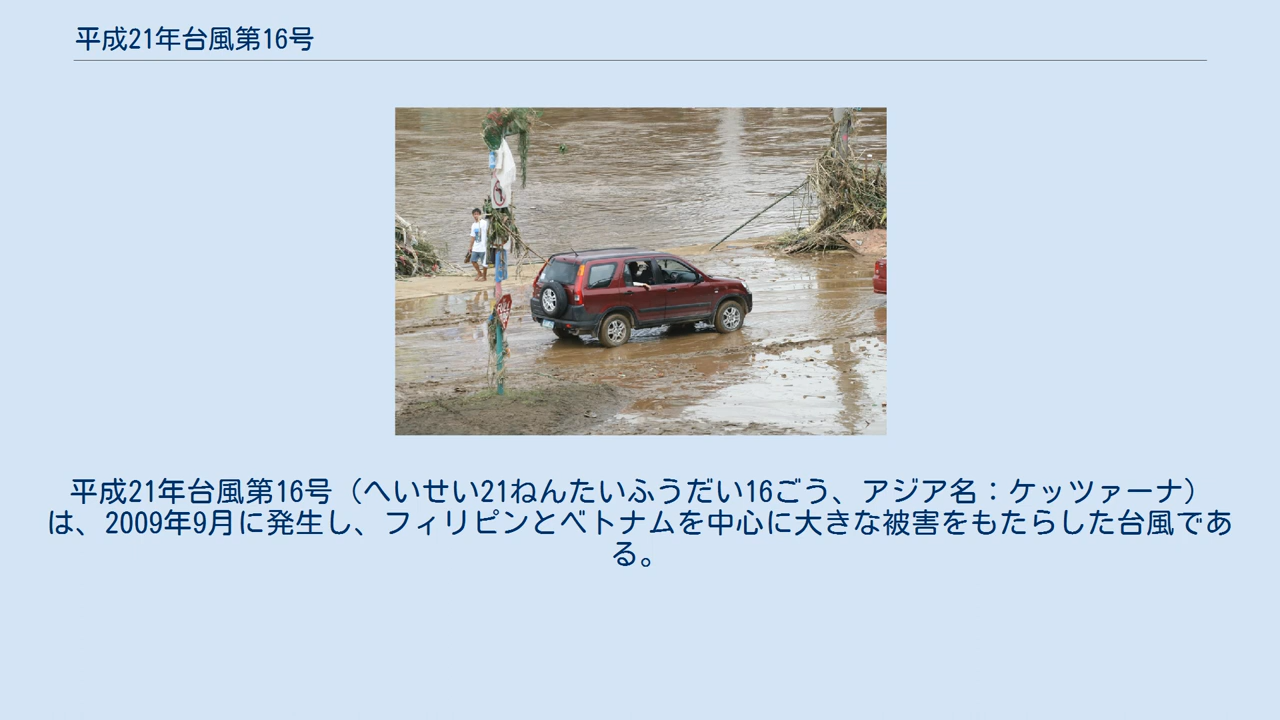 平成21年台風第16号
平成21年台風第16号（へいせい21ねんたいふうだい16ごう、アジア名：ケッツァーナ）
は、2009年9月に発生し、フィリピンとベトナムを中心に大きな被害をもたらした台風であ
る。